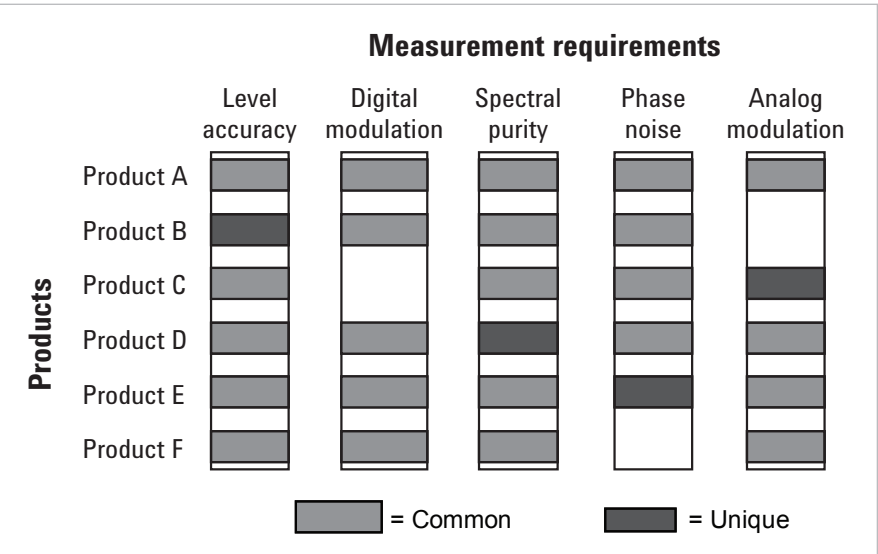 Measurement requirements
Level accuracy
Digital modulation
Spectral purity
Phase noise
Analog modulation
Products
Product A
Product B
Product C
Product D
Product E
Product F
= Common
= Unique